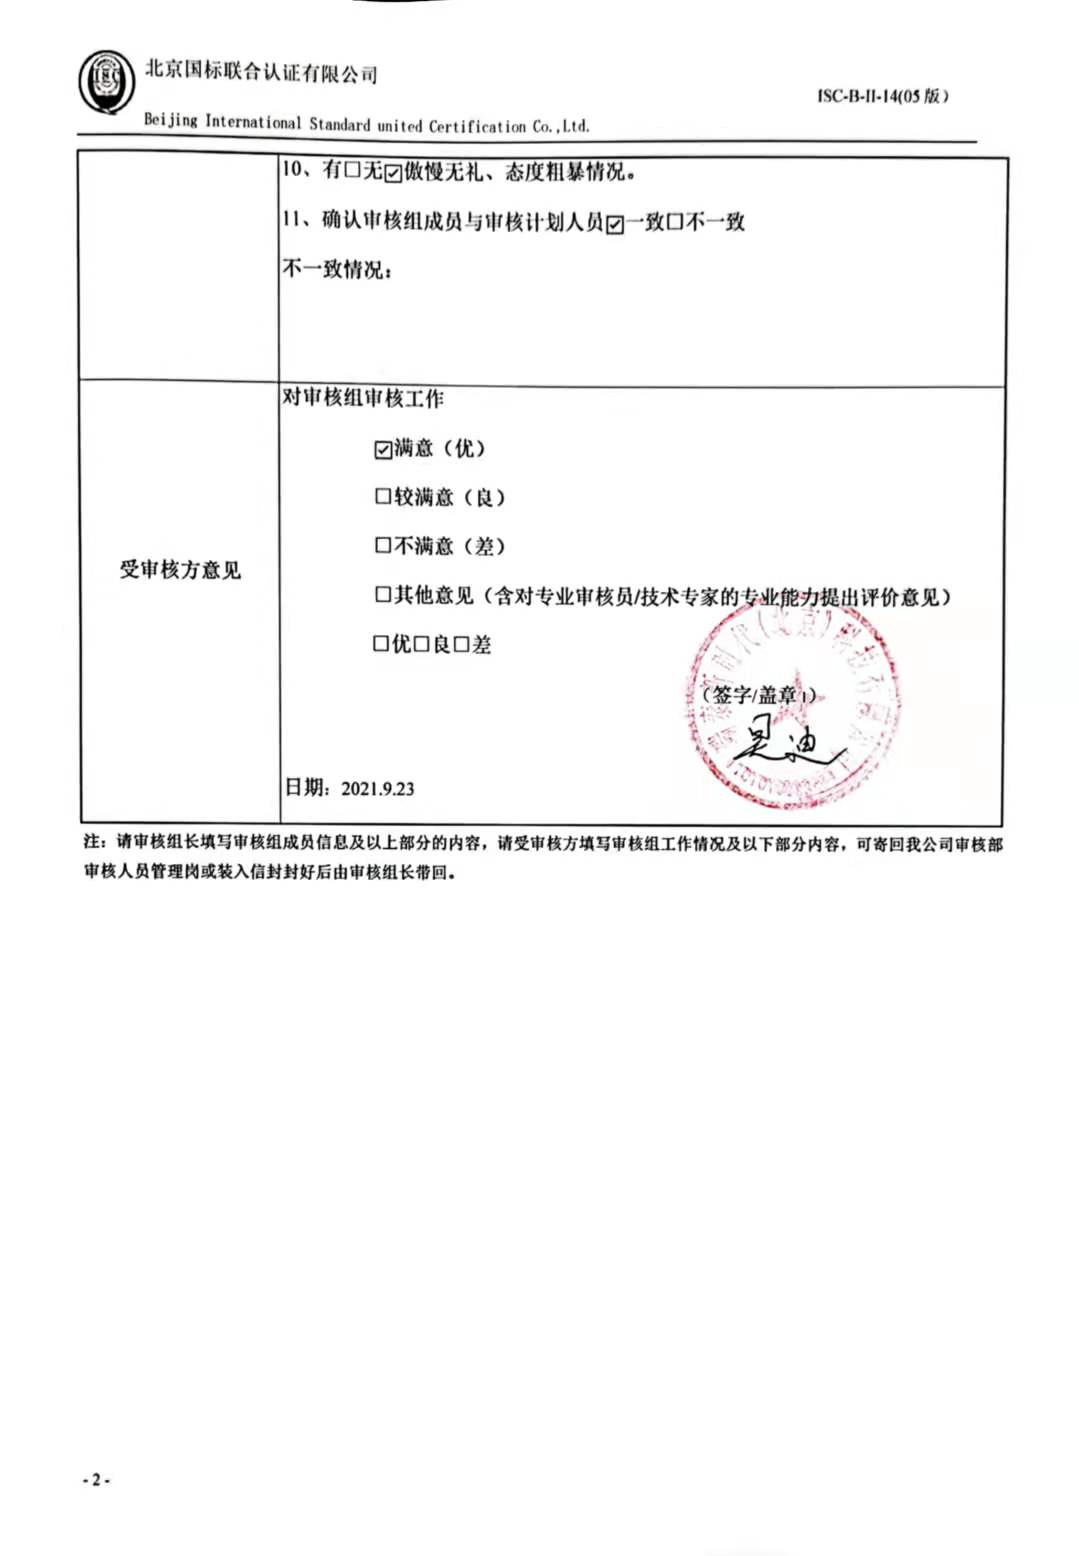 北京国标联合认证有限公司
ISC-B-II-14(05版)
Beijing International Standard united Certification Co.,Ltd.
10、有☐无☑傲慢无礼、态度粗暴情况。
11、确认审核组成员与审核计划人员☑一致☐不一致
不一致情况：
对审核组审核工作
☑满意（优）
☐较满意（良）
☐不满意（差）
受审核方意见
☐其他意见（含对专业审核员/技术专家的专业能力提出评价意见）
☐优☐良☐差
时代（北京）科技有
（签字/盖章）
日期：2021.9.23
注：请审核组长填写审核组成员信息及以上部分的内容，请受审核方填写审核组工作情况及以下部分内容，可寄回我公司审核部
审核人员管理岗或装入信封封好后由审核组长带回。
-2-